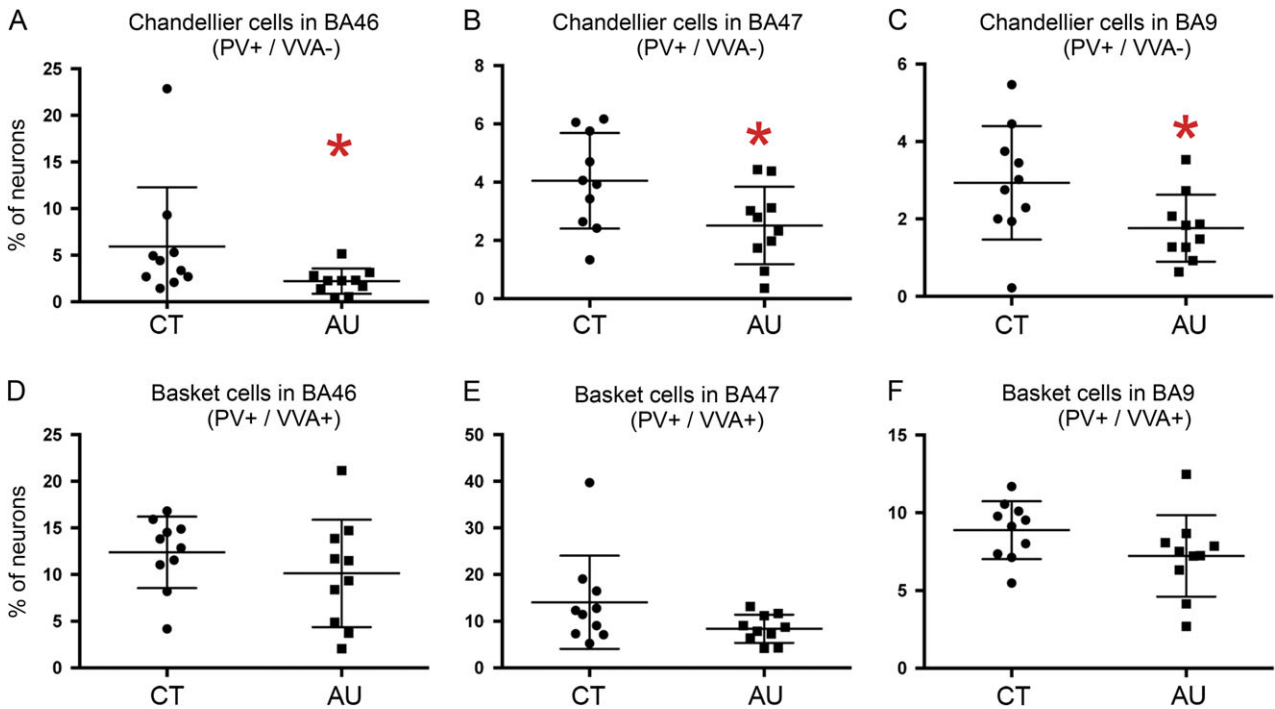 A
Chandellier cells in BA46
(PV+ / VVA-)
% of neurons
25
20
15
10
5
0
CT
AU
*
B
Chandellier cells in BA47
(PV+ / VVA-)
8
6
4
2
0
CT
AU
*
C
Chandellier cells in BA9
(PV+ / VVA-)
6
4
2
0
CT
AU
*
D
Basket cells in BA46
(PV+ / VVA+)
% of neurons
25
20
15
10
5
0
CT
AU
E
Basket cells in BA47
(PV+ / VVA+)
50
40
30
20
10
0
CT
AU
F
Basket cells in BA9
(PV+ / VVA+)
15
10
5
0
CT
AU